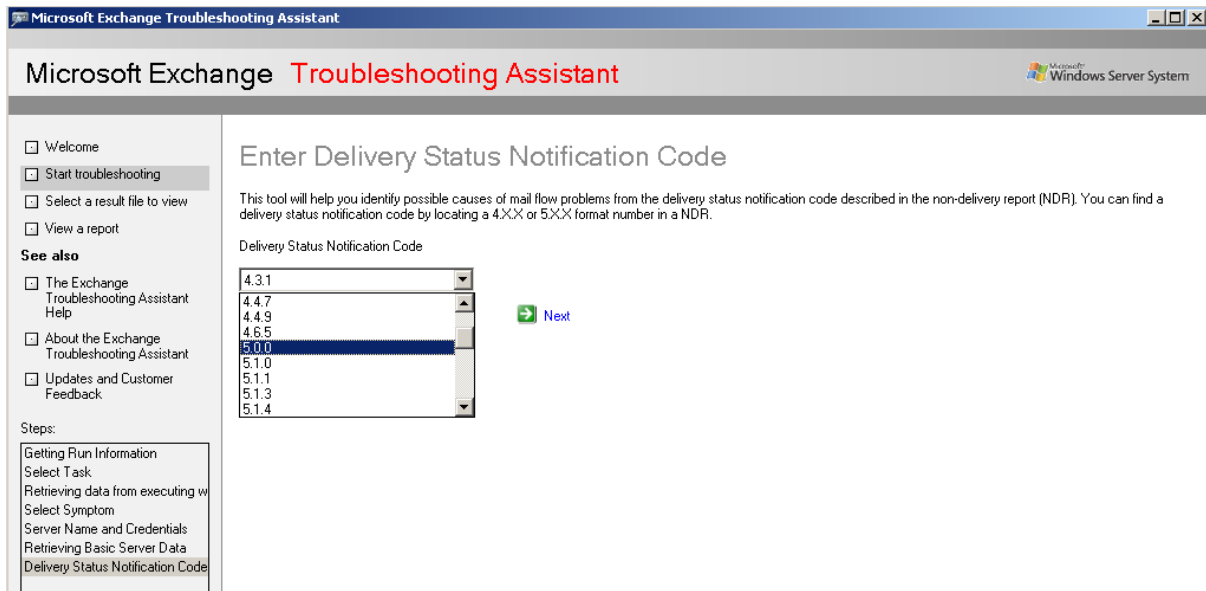 Microsoft Exchange Troubleshooting Assistant
Microsoft Exchange Troubleshooting Assistant
Microsoft
Windows Server System
Welcome
Start troubleshooting
Select a result file to view
View a report
See also
The Exchange
Troubleshooting Assistant
Help
About the Exchange
Troubleshooting Assistant
Updates and Customer
Feedback
Steps:
Getting Run Information
Select Task
Retrieving data from executing w
Select Symptom
Server Name and Credentials
Retrieving Basic Server Data
Delivery Status Notification Code
Enter Delivery Status Notification Code
This tool will help you identify possible causes of mail flow problems from the delivery status notification code described in the non-delivery report (NDR). You can find a
delivery status notification code by locating a 4.X.X or 5.X.X format number in a NDR.
Delivery Status Notification Code
4.3.1
4.4.7
4.4.9
4.6.5
5.0.0
5.1.0
5.1.1
5.1.3
5.1.4
Next